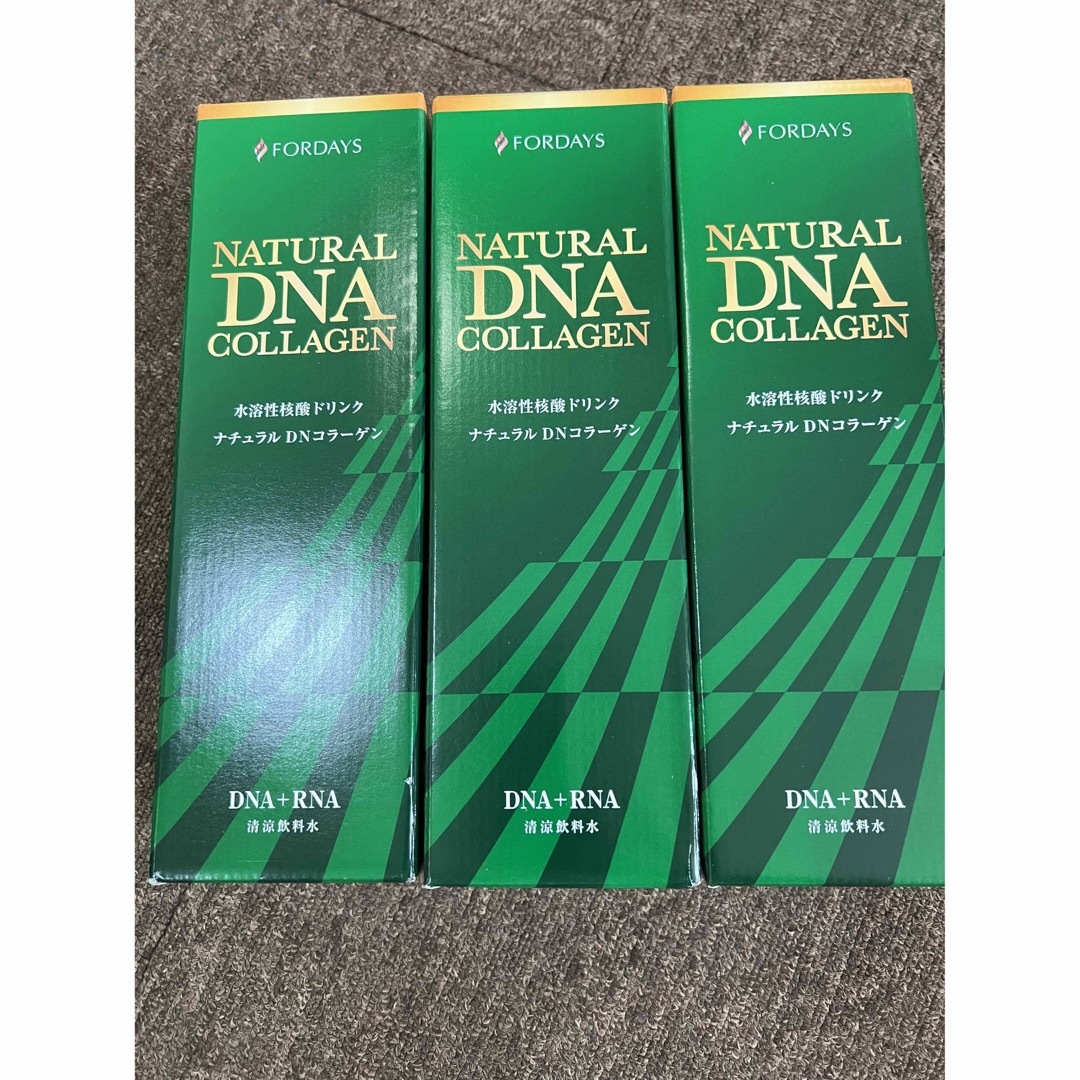 FORDAYS
NATURAL
DNA
COLLAGEN
水溶性核酸ドリンク
ナチュラル DNコラーゲン
DNA+RNA
清涼飲料水
FORDAYS
NATURAL
DNA
COLLAGEN
水溶性核酸ドリンク
ナチュラル DNコラーゲン
DNA+RNA
清涼飲料水
FORDAYS
NATURAL
DNA
COLLAGEN
水溶性核酸ドリンク
ナチュラル DNコラーゲン
DNA+RNA
清涼飲料水